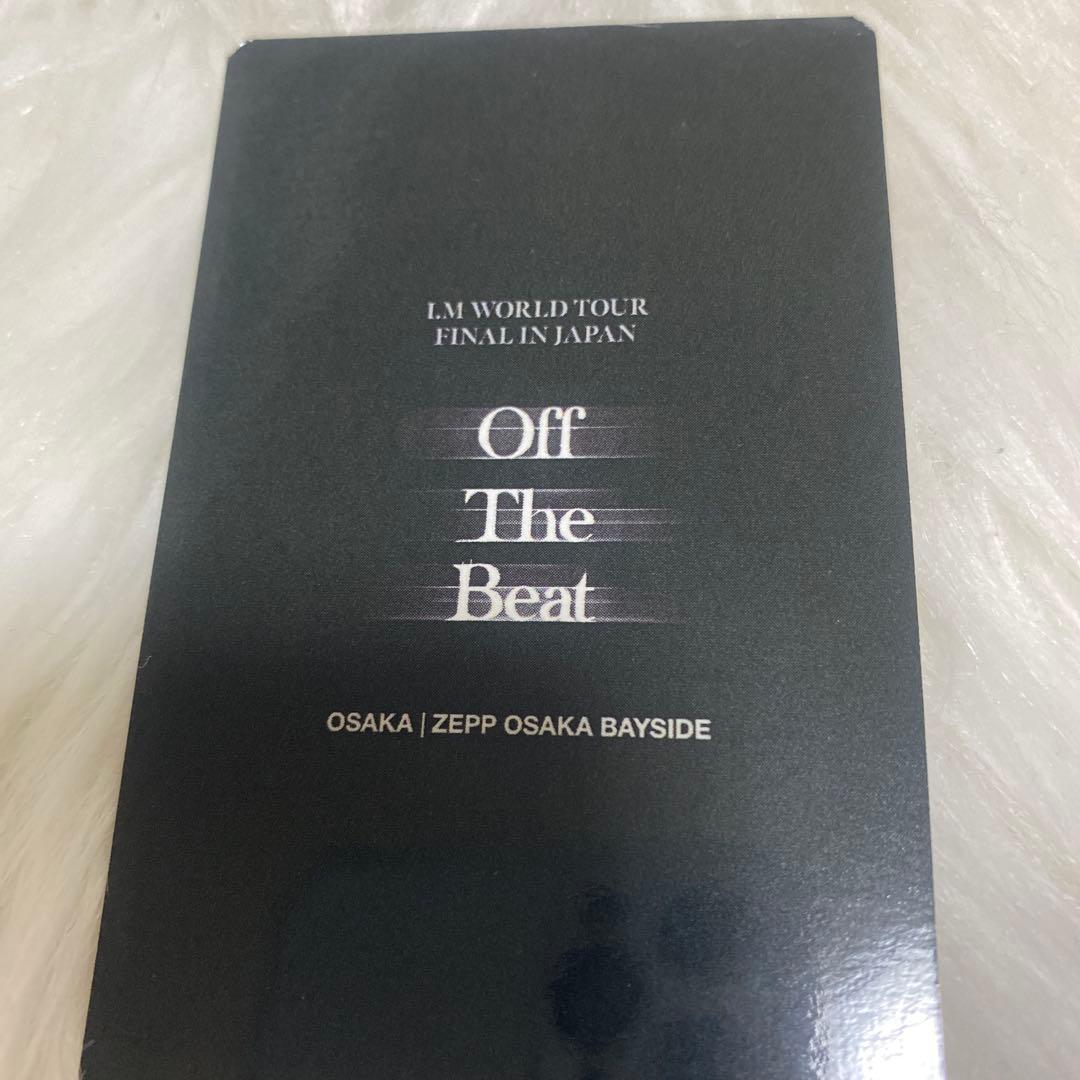 I.M WORLD TOUR
FINAL IN JAPAN
Off
The
Beat
OSAKA | ZEPP OSAKA BAYSIDE